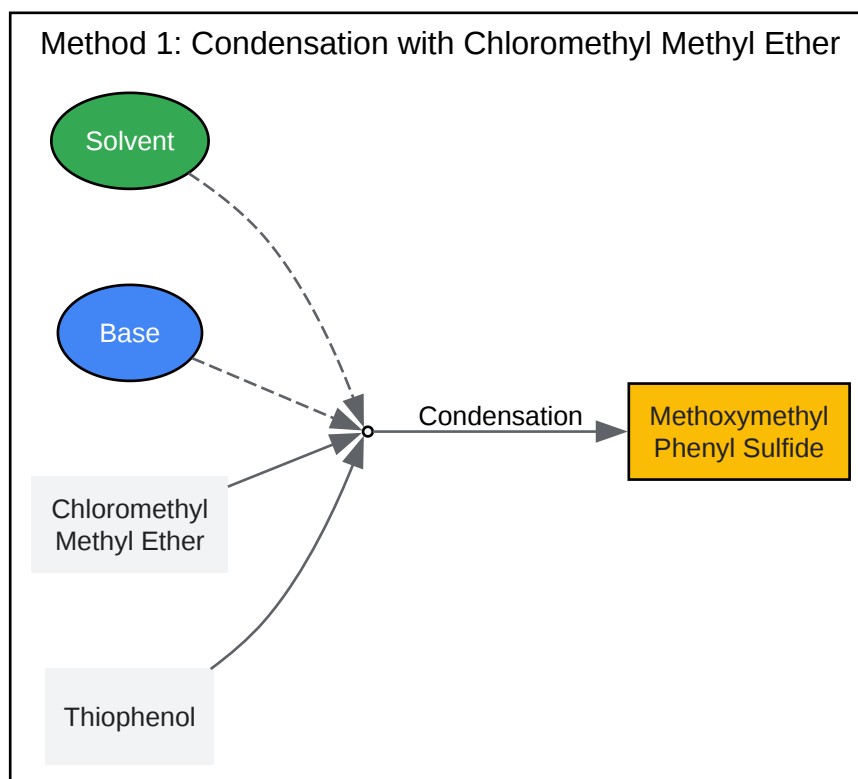 Method 1: Condensation with Chloromethyl Methyl Ether
Solvent
Base
Condensation
Methoxymethyl
Phenyl Sulfide
Chloromethyl
Methyl Ether
Thiophenol